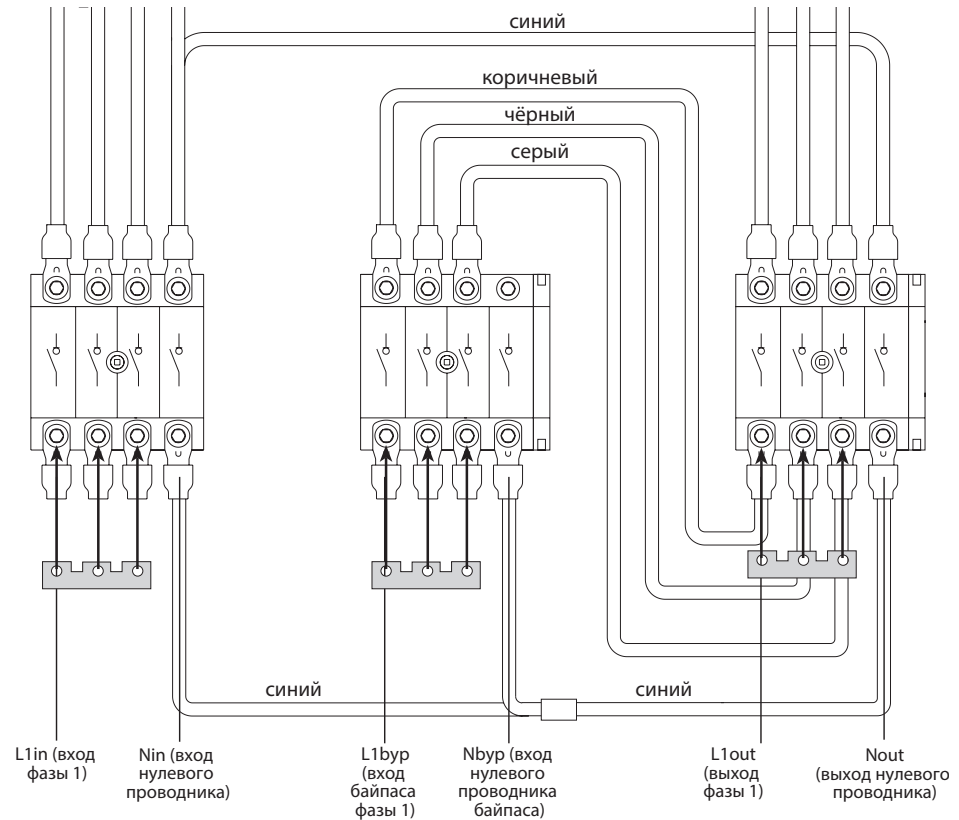 синий
коричневый
чёрный
серый
синий
синий
L1in (вход
фазы 1)
Nin (вход
нулевого
проводника)
L1byp
(вход
байпаса
фазы 1)
Nbyp (вход
нулевого
проводника
байпаса)
L1out
(выход
фазы 1)
Nout
(выход нулевого
проводника)